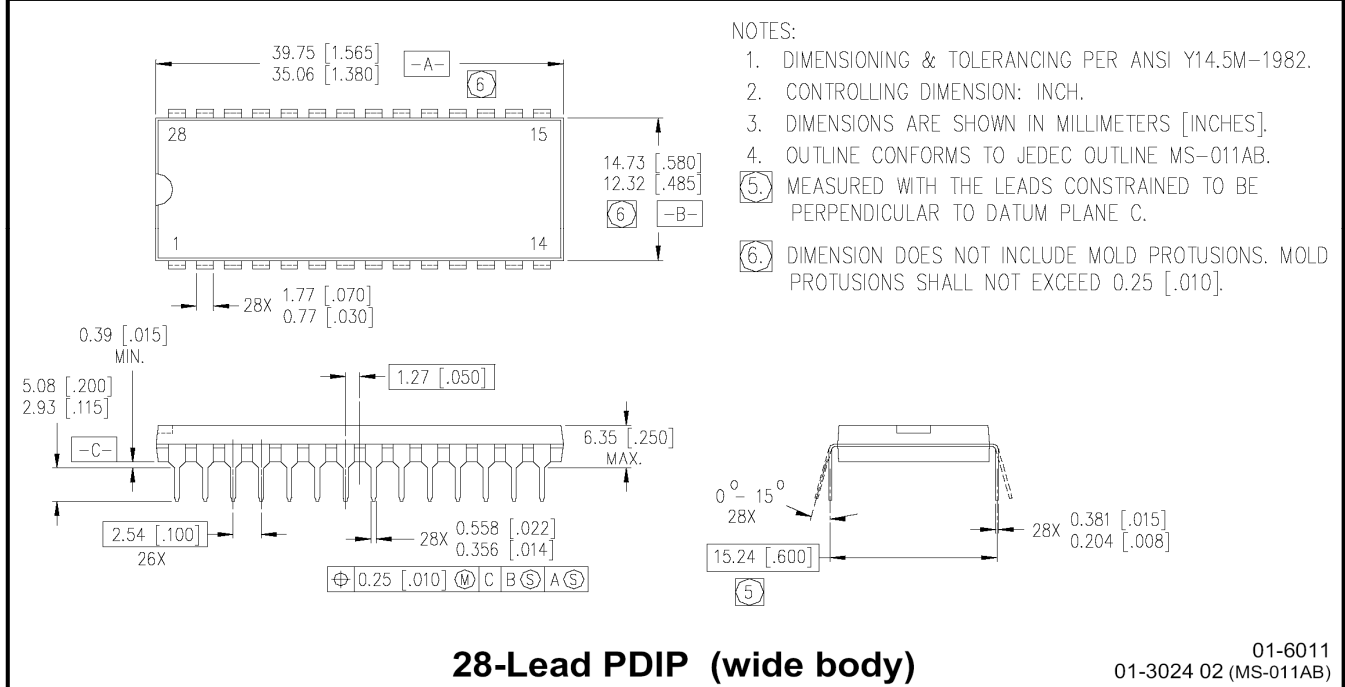 39.75 [1.565]
35.06 [1.380]
-A-
6
28
15
1
14
14.73 [.580]
12.32 [.485]
6
-B-
28X 1.77 [.070]
0.77 [.030]
NOTES:
1. DIMENSIONING & TOLERANCING PER ANSI Y14.5M-1982.
2. CONTROLLING DIMENSION: INCH.
3. DIMENSIONS ARE SHOWN IN MILLIMETERS [INCHES].
4. OUTLINE CONFORMS TO JEDEC OUTLINE MS-011AB.
5. MEASURED WITH THE LEADS CONSTRAINED TO BE
PERPENDICULAR TO DATUM PLANE C.
6. DIMENSION DOES NOT INCLUDE MOLD PROTUSIONS. MOLD
PROTUSIONS SHALL NOT EXCEED 0.25 [.010].
0.39 [.015]
MIN.
5.08 [.200]
2.93 [.115]
-C-
1.27 [.050]
6.35 [.250]
MAX.
2.54 [.100]
26X
28X 0.558 [.022]
0.356 [.014]
⌖ 0.25 [.010] Ⓜ C B Ⓢ A Ⓢ
0° - 15°
28X
15.24 [.600]
5
28X 0.381 [.015]
0.204 [.008]
28-Lead PDIP (wide body)
01-6011
01-3024 02 (MS-011AB)